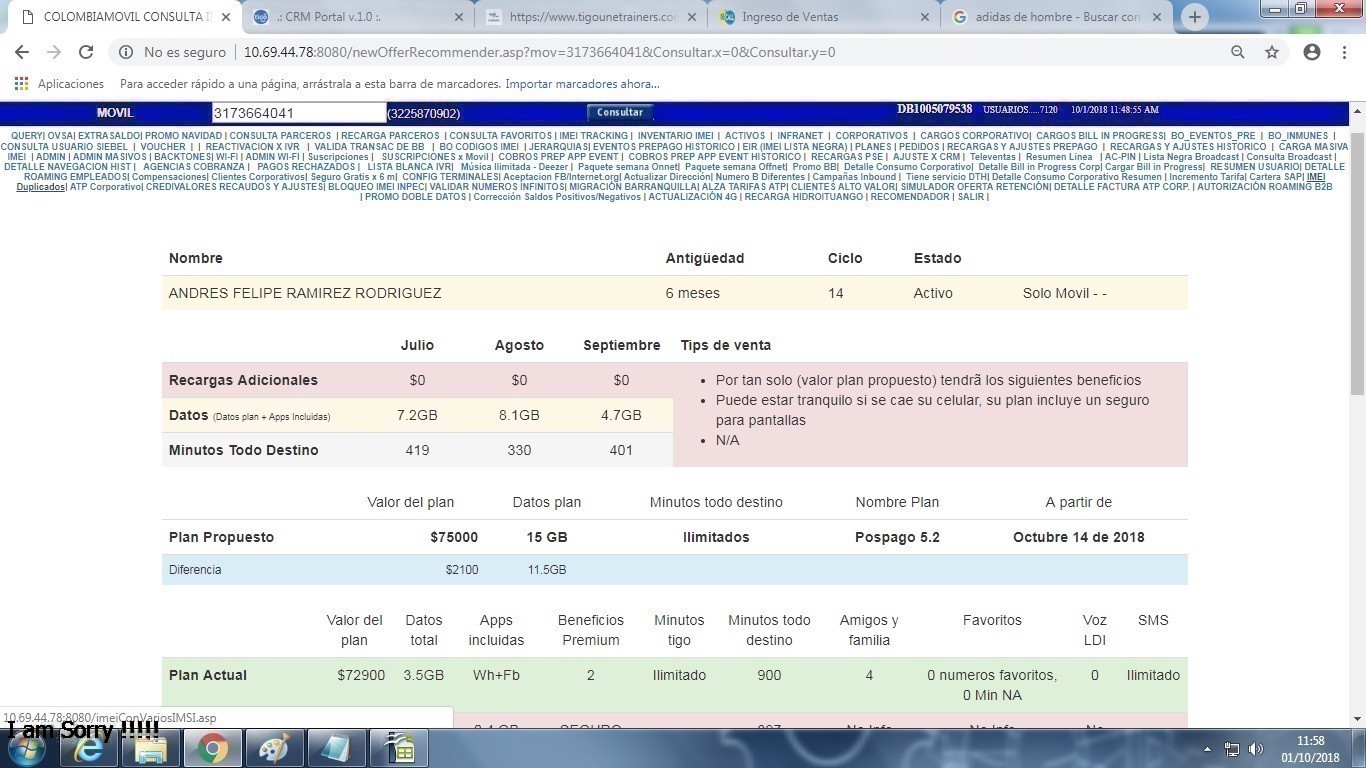 COLOMBIAMOVIL CONSULTA I
.: CRM Portal v.1.0 :.
https://www.tigounetrainers.co
Ingreso de Ventas
adidas de hombre - Buscar con
No es seguro
10.69.44.78:8080/newOfferRecommender.asp?mov=3173664041&Consultar.x=0&Consultar.y=0
Aplicaciones Para acceder rápido a una página, arrástrala a esta barra de marcadores. Importar marcadores ahora...
MOVIL 3173664041 (3225870902) Consultar DB1005079538 USUARIOS.....7120 10/1/2018 11:48:55 AM
QUERY| OVSA| EXTRASALDO| PROMO NAVIDAD | CONSULTA PARCEROS | RECARGA PARCEROS | CONSULTA FAVORITOS | IMEI TRACKING | INVENTARIO IMEI | ACTIVOS | INFRANET | CORPORATIVOS | CARGOS CORPORATIVO| CARGOS BILL IN PROGRESS| BO_EVENTOS_PRE | BO_INMUNES |
CONSULTA USUARIO SIEBEL | VOUCHER | | REACTIVACION X IVR | VALIDA TRANSAC DE BB | BO CODIGOS IMEI | JERARQUIAS| EVENTOS PREPAGO HISTORICO | EIR (IMEI LISTA NEGRA) | PLANES | PEDIDOS | RECARGAS Y AJUSTES PREPAGO | RECARGAS Y AJUSTES HISTORICO | CARGA MASIVA
IMEI | ADMIN | ADMIN MASIVOS | BACKTONES| WI-FI | ADMIN WI-FI | Suscripciones | SUSCRIPCIONES x Movil | COBROS PREP APP EVENT | COBROS PREP APP EVENT HISTORICO | RECARGAS PSE | AJUSTE X CRM | Televentas | Resumen Linea | AC-PIN | Lista Negra Broadcast | Consulta Broadcast |
DETALLE NAVEGACION HIST | AGENCIAS COBRANZA | PAGOS RECHAZADOS | LISTA BLANCA IVR| Música Ilimitada - Deezer | Paquete semana Onnet| Paquete semana Offnet| Promo BB| Detalle Consumo Corporativo| Detalle Bill in Progress Corp| Cargar Bill in Progress| RESUMEN USUARIO| DETALLE
ROAMING EMPLEADOS| Compensaciones| Clientes Corporativos| Seguro Gratis x 6 m| CONFIG TERMINALES| Aceptacion FB/Internet.org| Actualizar Dirección| Numero B Diferentes | Campañas Inbound | Tiene servicio DTH| Detalle Consumo Corporativo Resumen | Incremento Tarifa| Cartera SAP| IMEI
Duplicados| ATP Corporativo| CREDIVALORES RECAUDOS Y AJUSTES| BLOQUEO IMEI INPEC| VALIDAR NUMEROS INFINITOS| MIGRACIÓN BARRANQUILLA| ALZA TARIFAS ATP| CLIENTES ALTO VALOR| SIMULADOR OFERTA RETENCIÓN| DETALLE FACTURA ATP CORP. | AUTORIZACIÓN ROAMING B2B
| PROMO DOBLE DATOS | Corrección Saldos Positivos/Negativos | ACTUALIZACIÓN 4G | RECARGA HIDROITUANGO | RECOMENDADOR | SALIR |
Nombre Antigüedad Ciclo Estado
ANDRES FELIPE RAMIREZ RODRIGUEZ 6 meses 14 Activo Solo Movil - -
Julio Agosto Septiembre Tips de venta
Recargas Adicionales $0 $0 $0
Datos (Datos plan + Apps Incluidas) 7.2GB 8.1GB 4.7GB
Minutos Todo Destino 419 330 401
• Por tan solo (valor plan propuesto) tendrã los siguientes beneficios
• Puede estar tranquilo si se cae su celular, su plan incluye un seguro
para pantallas
• N/A
Valor del plan Datos plan Minutos todo destino Nombre Plan A partir de
Plan Propuesto $75000 15 GB Ilimitados Pospago 5.2 Octubre 14 de 2018
Diferencia $2100 11.5GB
Valor del Datos Apps Beneficios Minutos Minutos todo Amigos y Favoritos Voz SMS
plan total incluidas Premium tigo destino familia LDI
Plan Actual $72900 3.5GB Wh+Fb 2 Ilimitado 900 4 0 numeros favoritos, 0 Ilimitado
0 Min NA
10.69.44.78:8080/imeiConVariosIMSI.asp
I am Sorry !!!!!
11:58
01/10/2018